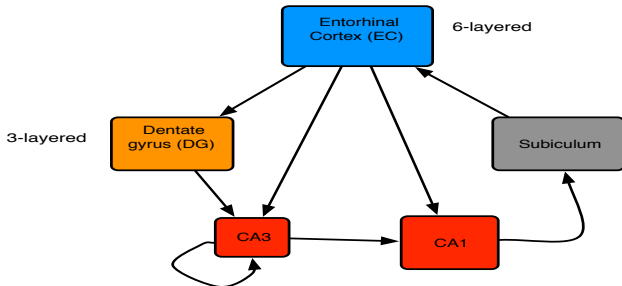 Entorhinal
Cortex (EC)
6-layered
3-layered
Dentate
gyrus (DG)
Subiculum
CA3
CA1